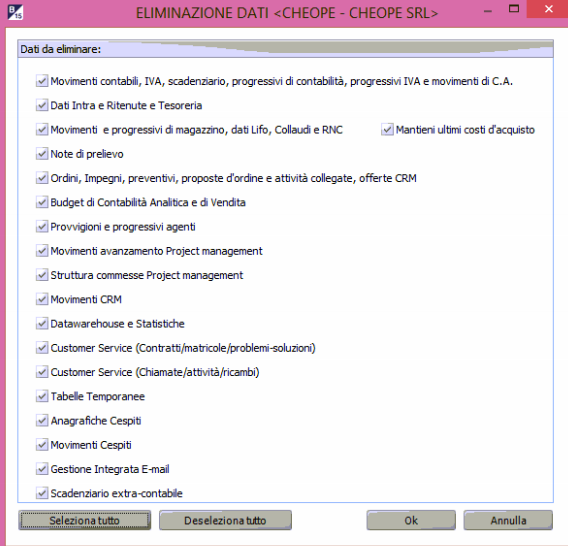 B
15
ELIMINAZIONE DATI <CHEOPE - CHEOPE SRL>
Dati da eliminare:
Movimenti contabili, IVA, scadenziario, progressivi di contabilità, progressivi IVA e movimenti di C.A.
Dati Intra e Ritenute e Tesoreria
Movimenti e progressivi di magazzino, dati Lifo, Collaudi e RNC Mantieni ultimi costi d'acquisto
Note di prelievo
Ordini, Impegni, preventivi, proposte d'ordine e attività collegate, offerte CRM
Budget di Contabilità Analitica e di Vendita
Provvigioni e progressivi agenti
Movimenti avanzamento Project management
Struttura commesse Project management
Movimenti CRM
Datawarehouse e Statistiche
Customer Service (Contratti/matricole/problemi-soluzioni)
Customer Service (Chiamate/attività/ricambi)
Tabelle Temporanee
Anagrafiche Cespiti
Movimenti Cespiti
Gestione Integrata E-mail
Scadenziario extra-contabile
Seleziona tutto Deseleziona tutto Ok Annulla